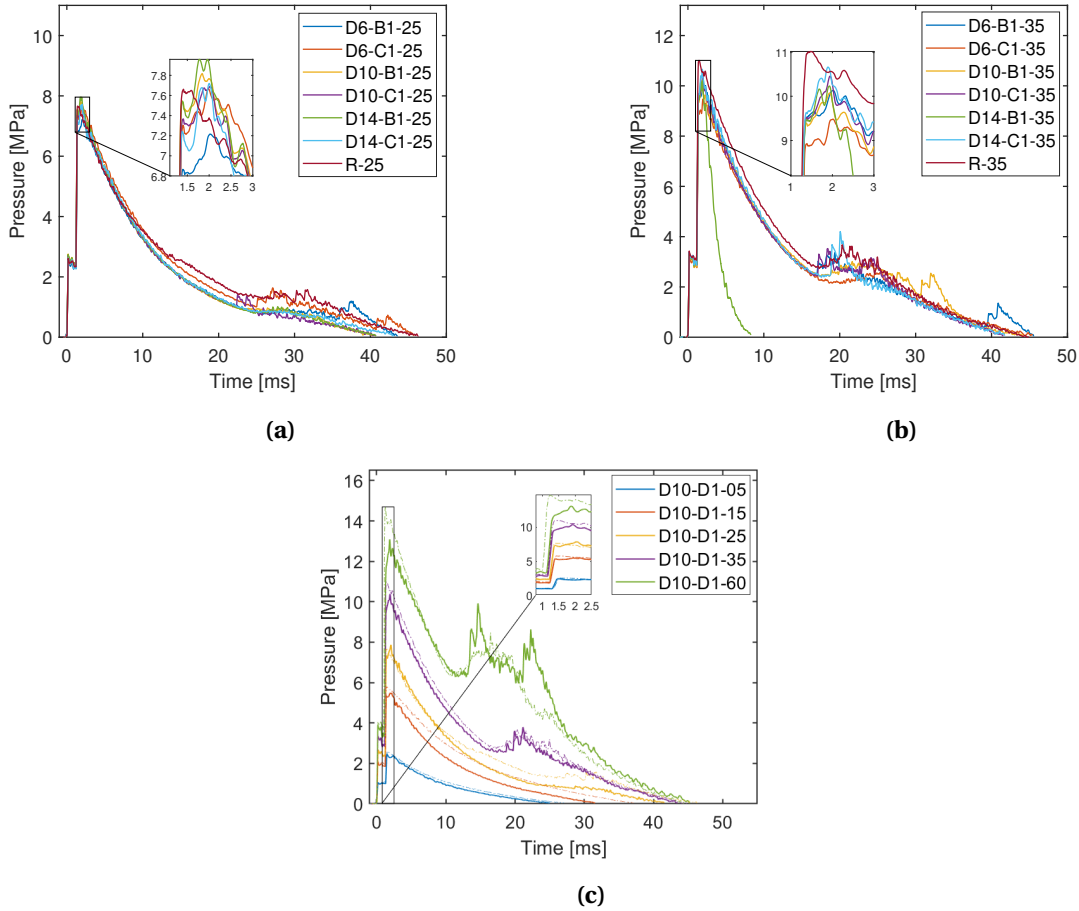 10
8
6
4
2
0
Pressure [MPa]
0 10 20 30 40 50
Time [ms]
D6-B1-25
D6-C1-25
D10-B1-25
D10-C1-25
D14-B1-25
D14-C1-25
R-25
7.8
7.6
7.4
7.2
7
6.8
1.5 2 2.5 3
(a)
12
10
8
6
4
2
0
Pressure [MPa]
0 10 20 30 40 50
Time [ms]
D6-B1-35
D6-C1-35
D10-B1-35
D10-C1-35
D14-B1-35
D14-C1-35
R-35
11
10
9
1 2 3
(b)
16
14
12
10
8
6
4
2
0
Pressure [MPa]
0 10 20 30 40 50
Time [ms]
D10-D1-05
D10-D1-15
D10-D1-25
D10-D1-35
D10-D1-60
10
5
0
1 1.5 2 2.5
(c)